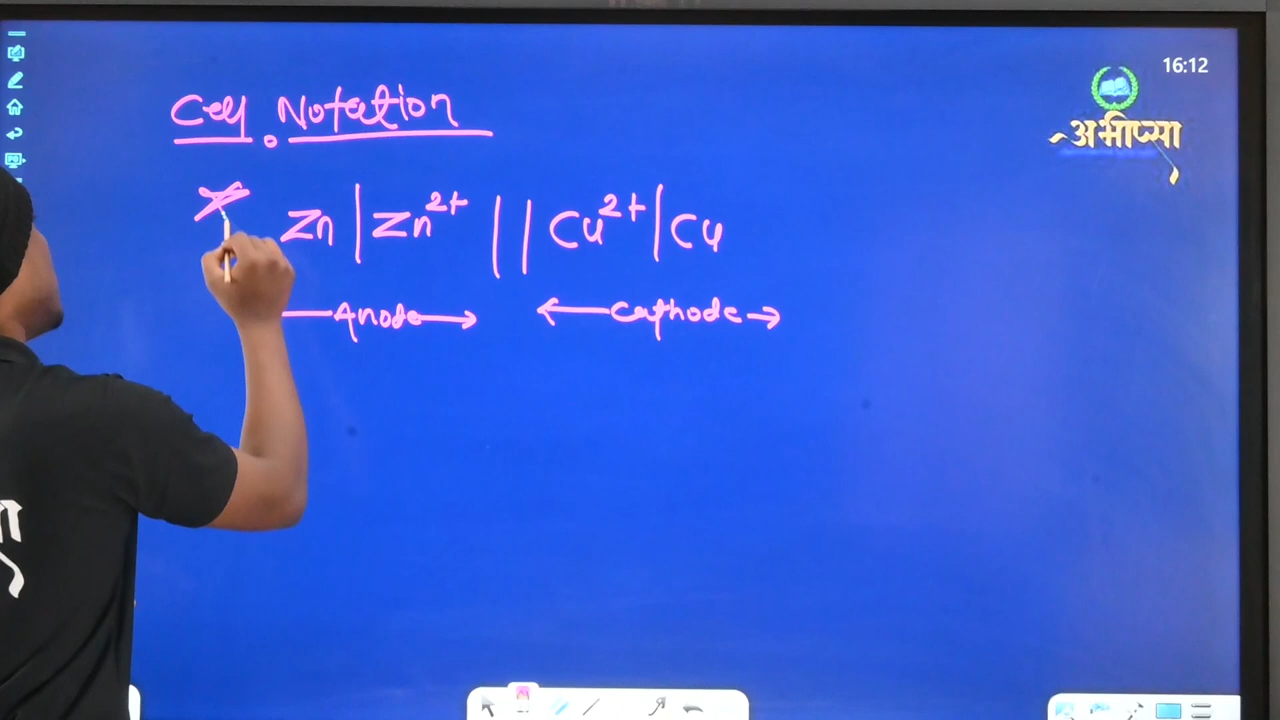 16:12
अभीप्सा
Cell Notation
Zn | Zn²⁺ || Cu²⁺ | Cu
Anode Cathode